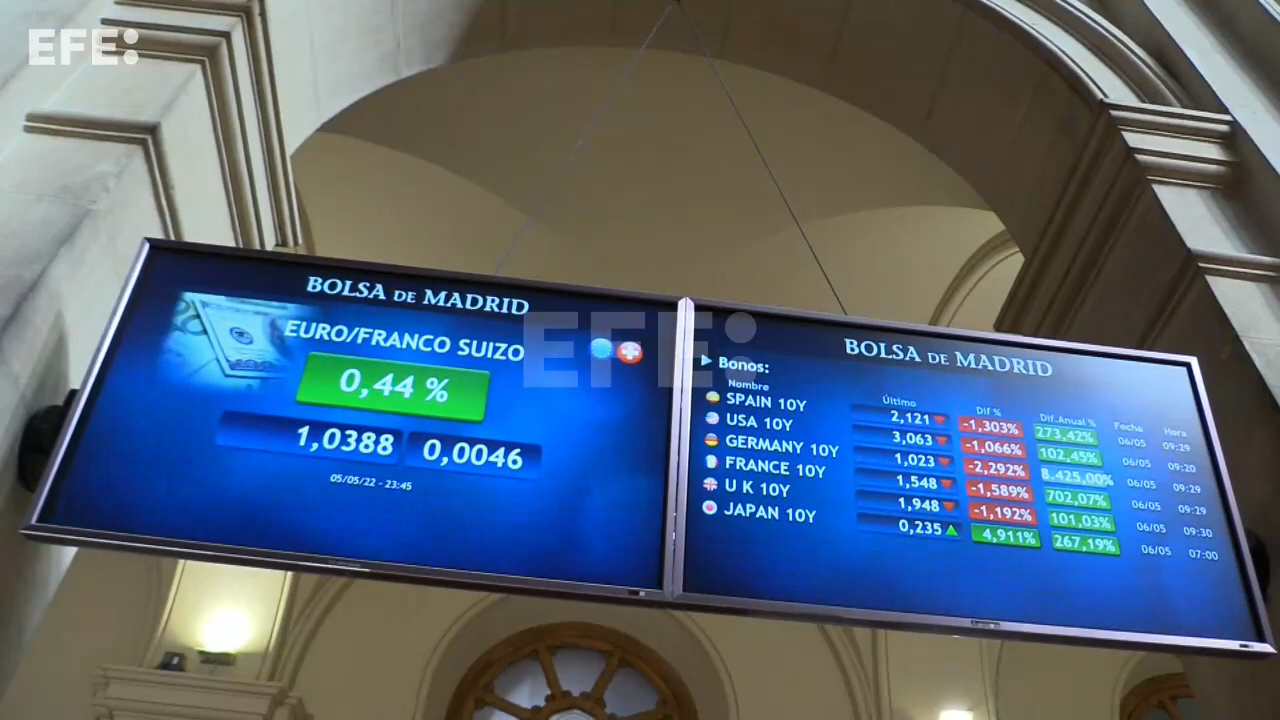 EFE:
BOLSA DE MADRID
EURO/FRANCO SUIZO
0,44 %
1,0388 0,0046
05/05/22 - 23:45
EFE:
BOLSA DE MADRID
Bonos:
Nombre Último Dif % Dif.Anual % Fecha Hora
SPAIN 10Y 2,121 -1,303% 273,42% 06/05 09:29
USA 10Y 3,063 -1,066% 102,45% 06/05 09:20
GERMANY 10Y 1,023 -2,292% 8.425,00% 06/05 09:29
FRANCE 10Y 1,548 -1,589% 702,07% 06/05 09:29
U K 10Y 1,948 -1,192% 101,03% 06/05 09:30
JAPAN 10Y 0,235 4,911% 267,19% 06/05 07:00